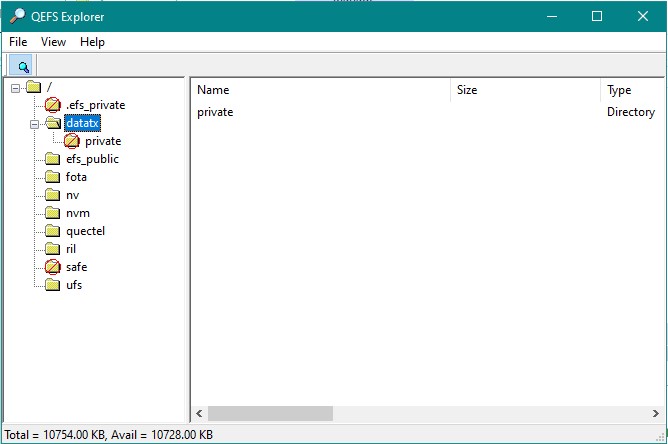 QEFS Explorer
File View Help
/
.efs_private
datatx
private
efs_public
fota
nv
nvm
quectel
ril
safe
ufs
Name Size Type
private Directory
Total = 10754.00 KB, Avail = 10728.00 KB